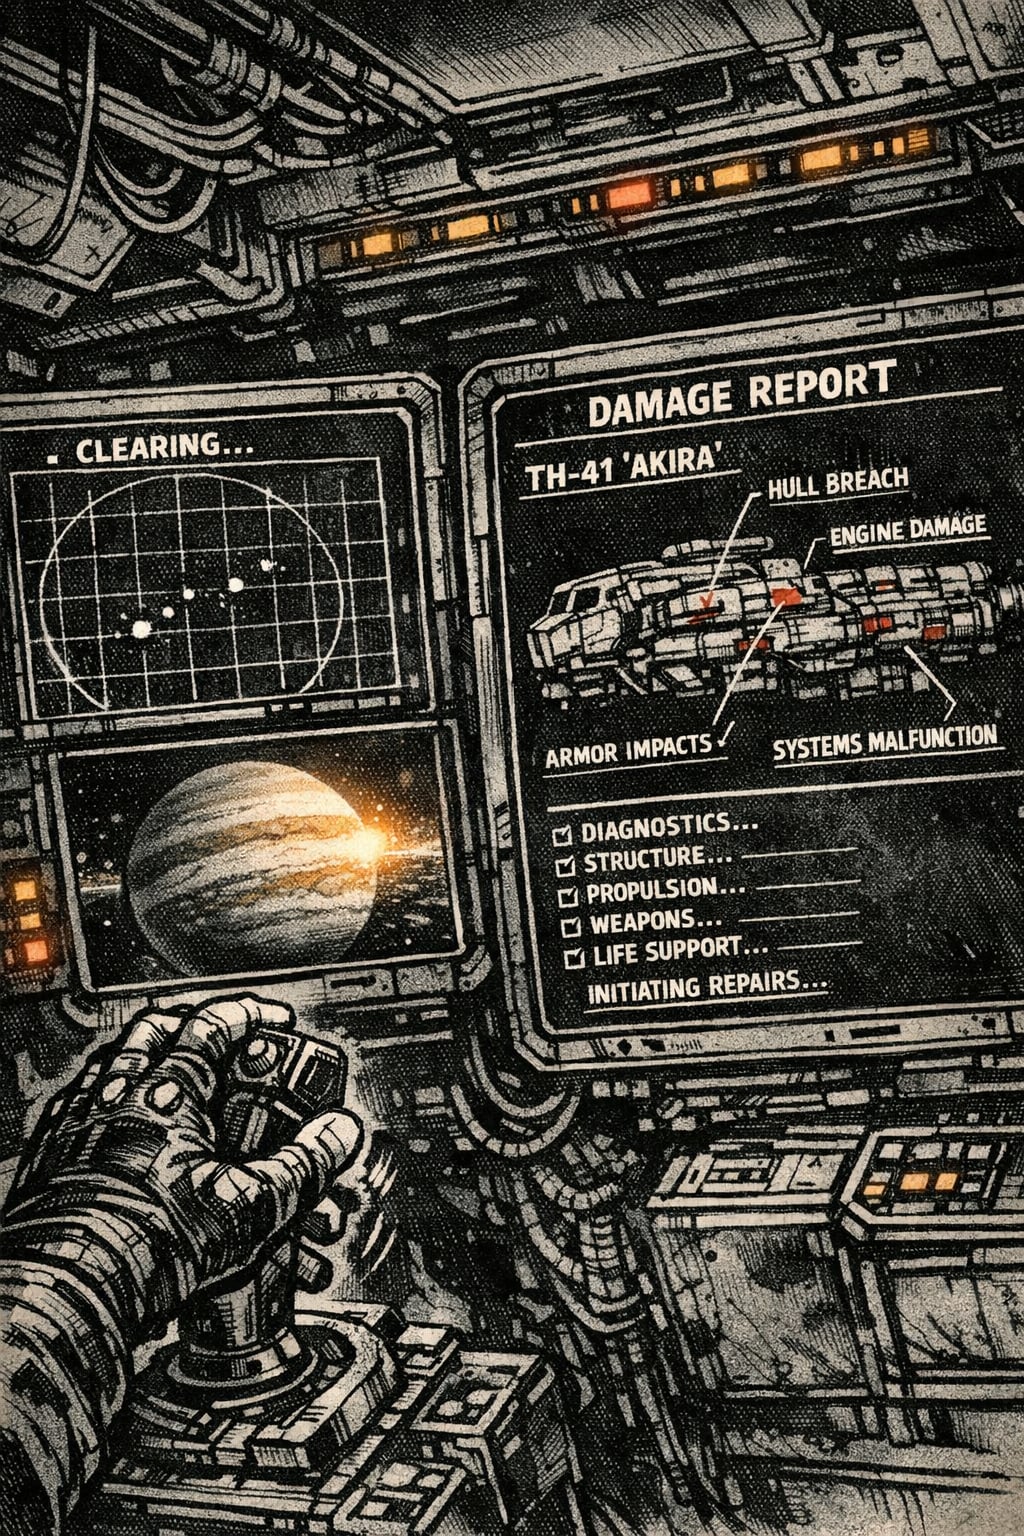 . CLEARING...
DAMAGE REPORT
TH-41 'AKIRA'
HULL BREACH
ENGINE DAMAGE
ARMOR IMPACTS
SYSTEMS MALFUNCTION
☑ DIAGNOSTICS...
☑ STRUCTURE...
☑ PROPULSION...
☑ WEAPONS...
☑ LIFE SUPPORT...
INITIATING REPAIRS...